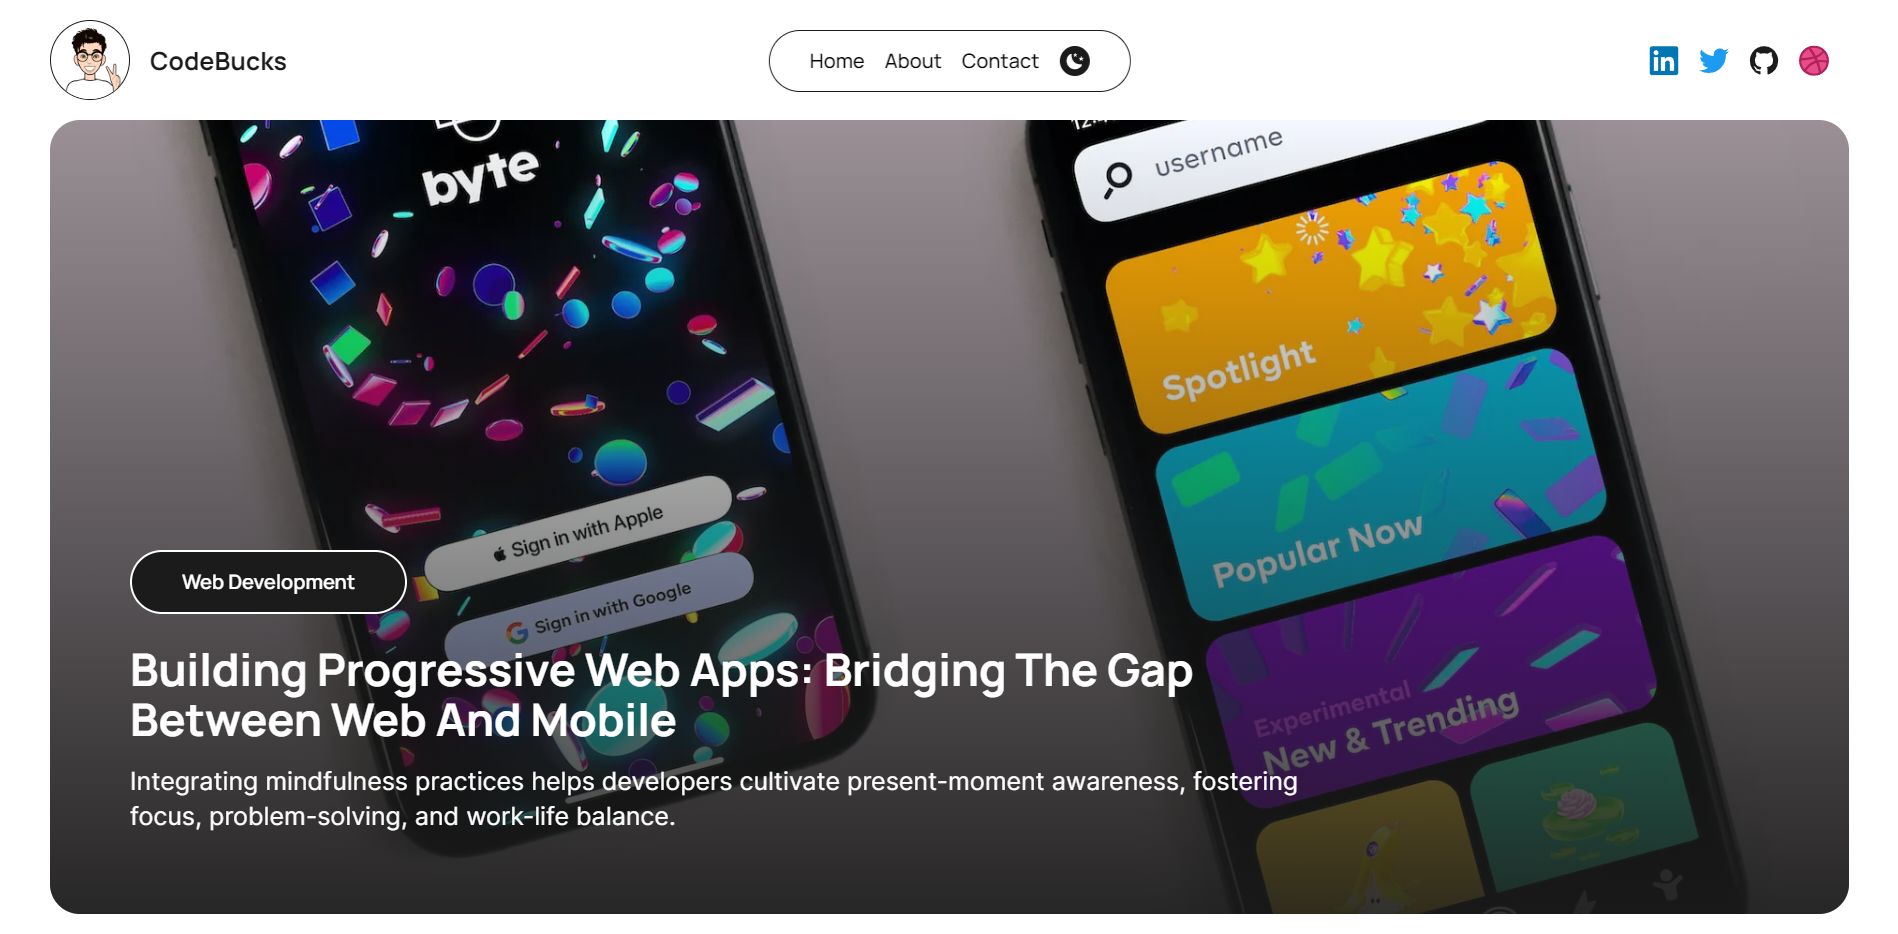 CodeBucks
Home About Contact
byte
username
Spotlight
Popular Now
Sign in with Apple
Sign in with Google
Web Development
Experimental
New & Trending
Building Progressive Web Apps: Bridging The Gap
Between Web And Mobile
Integrating mindfulness practices helps developers cultivate present-moment awareness, fostering
focus, problem-solving, and work-life balance.